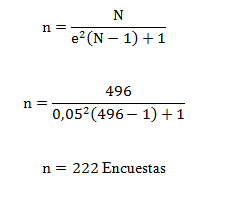 n = N / e²(N − 1) + 1
n = 496 / 0,05²(496 − 1) + 1
n = 222 Encuestas